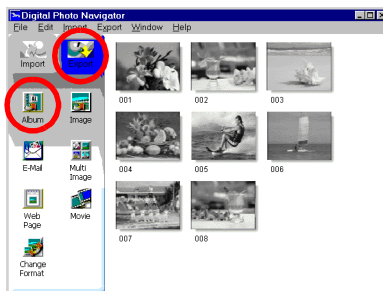 Digital Photo Navigator
File Edit Import Export Window Help
Import Export
Album Image
E-Mail Multi Image
Web Page Movie
Change Format
001 002 003
004 005 006
007 008